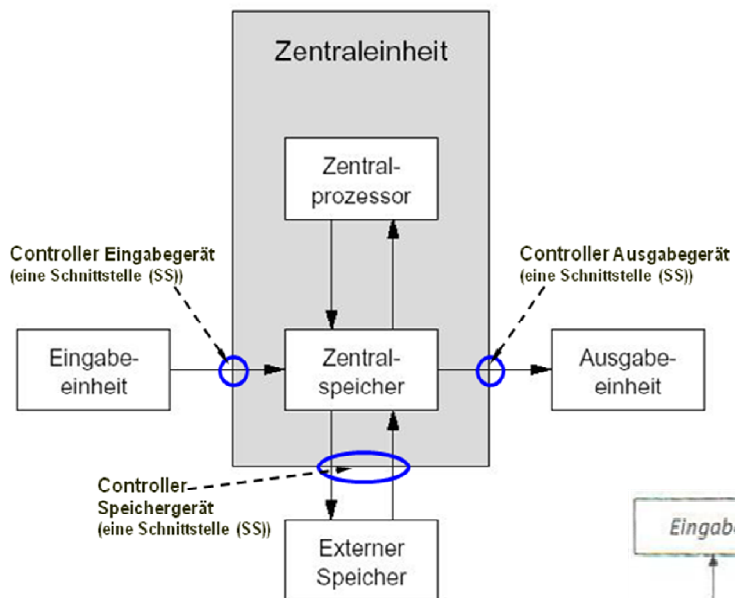 Zentraleinheit
Zentral-
prozessor
Controller Eingabegerät
(eine Schnittstelle (SS))
Controller Ausgabegerät
(eine Schnittstelle (SS))
Eingabe-
einheit
Zentral-
speicher
Ausgabe-
einheit
Controller
Speichergerät
(eine Schnittstelle (SS))
Externer
Speicher
Eingabe